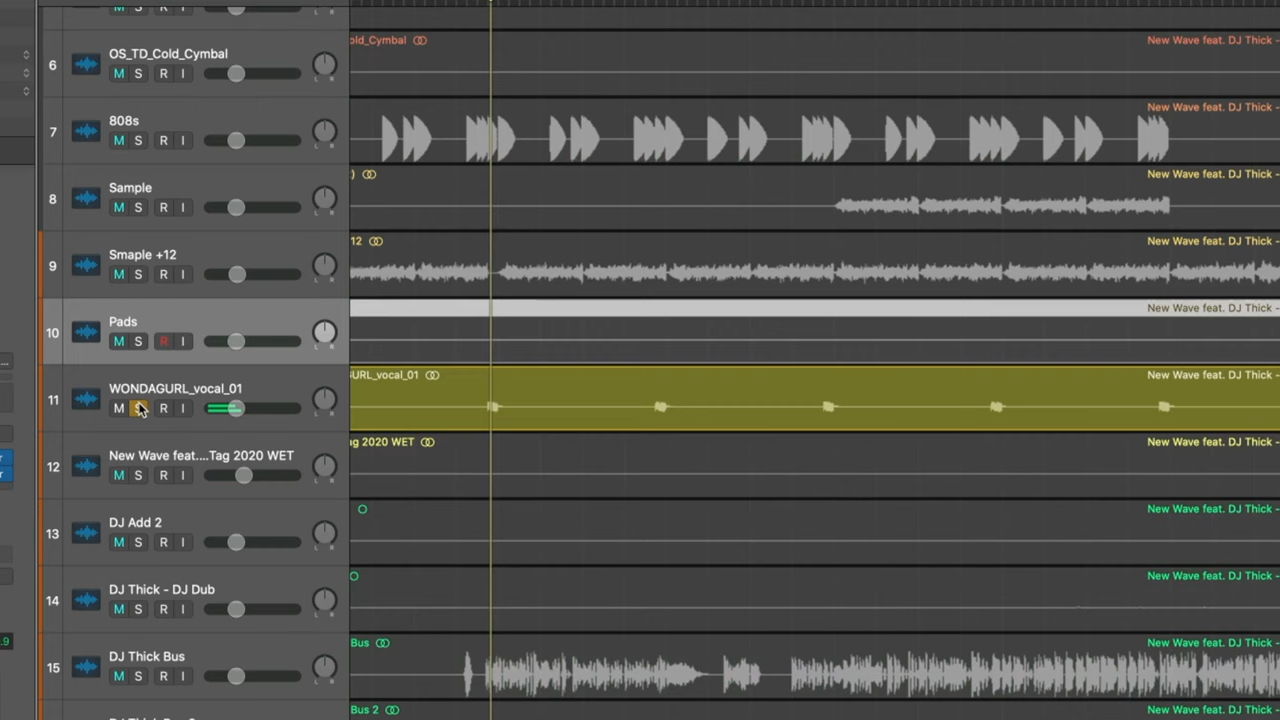 M S R I
6
OS_TD_Cold_Cymbal
M S R I
L R
old_Cymbal
New Wave feat. DJ Thick -
7
808s
M S R I
L R
New Wave feat. DJ Thick -
8
Sample
M S R I
L R
)
New Wave feat. DJ Thick -
9
Smaple +12
M S R I
L R
12
New Wave feat. DJ Thick -
10
Pads
M S R I
L R
New Wave feat. DJ Thick -
11
WONDAGURL_vocal_01
M S R I
L R
GURL_vocal_01
New Wave feat. DJ Thick -
12
New Wave feat....Tag 2020 WET
M S R I
L R
ag 2020 WET
New Wave feat. DJ Thick -
13
DJ Add 2
M S R I
L R
New Wave feat. DJ Thick -
14
DJ Thick - DJ Dub
M S R I
L R
New Wave feat. DJ Thick -
.9
15
DJ Thick Bus
M S R I
L R
Bus
New Wave feat. DJ Thick -
Bus 2
New Wave feat. DJ Thick -